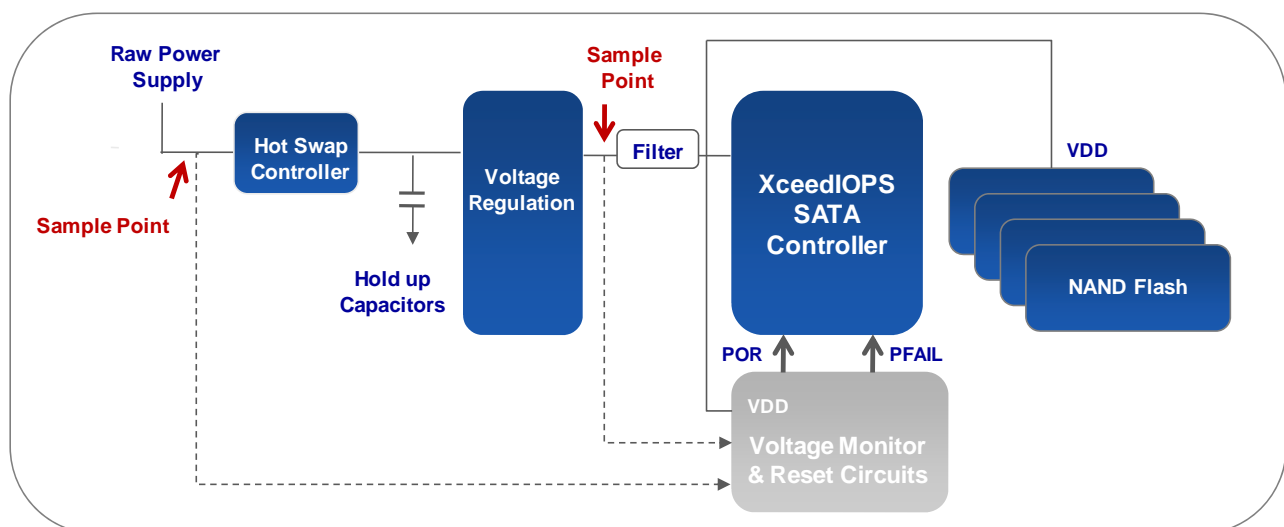 Raw Power
Supply
Sample
Point
Hot Swap
Controller
Filter
Voltage
Regulation
XceedIOPS
SATA
Controller
VDD
Sample Point
Hold up
Capacitors
NAND Flash
POR
PFAIL
VDD
Voltage Monitor
& Reset Circuits